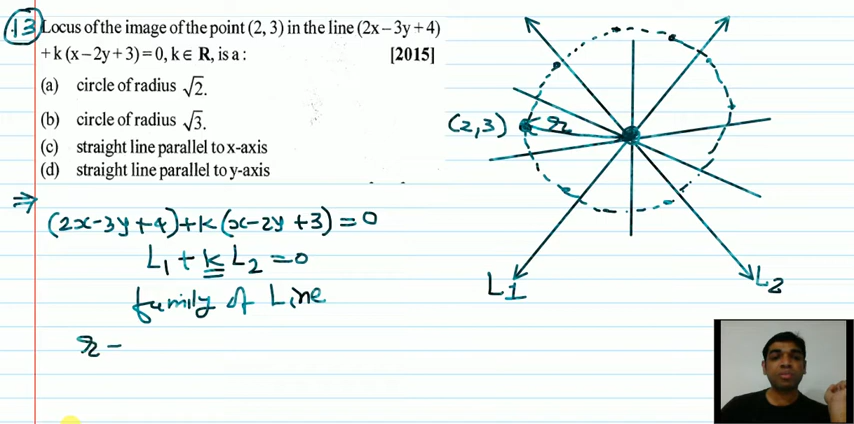 13 Locus of the image of the point (2, 3) in the line (2x – 3y + 4)
+ k (x – 2y + 3) = 0, k ∈ R, is a : [2015]
(a) circle of radius √2.
(b) circle of radius √3.
(c) straight line parallel to x-axis
(d) straight line parallel to y-axis
(2,3)
r
⇒ (2x-3y+4)+k(x-2y+3)=0
L1 + k L2 = 0
family of Line
r =
L1
L2